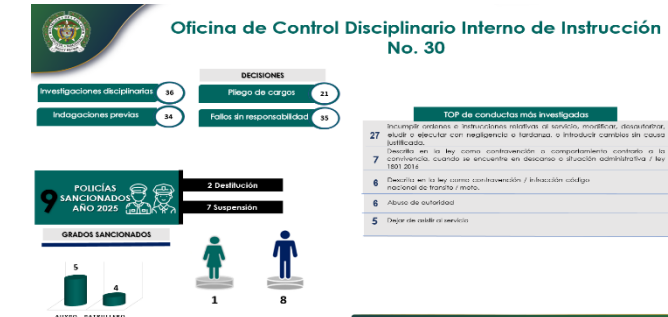 Oficina de Control Disciplinario Interno de Instrucción
No. 30
DECISIONES
Investigaciones disciplinarias 36
Pliego de cargos 21
Indagaciones previas 34
Fallos sin responsabilidad 35
TOP de conductas más investigadas
27 Incumplir ordenes e instrucciones relativas al servicio, modificar, desautorizar,
eludir o ejecutar con negligencia o tardanza, o introducir cambios sin causa
justificada.
7 Descrita en la ley como contravención o comportamiento contrario a la
convivencia, cuando se encuentre en descanso o situación administrativa / ley
1801 2016
6 Descrita en la ley como contravención / infracción código
nacional de transito / moto.
6 Abuso de autoridad
5 Dejar de asistir al servicio
9 POLICÍAS
SANCIONADOS
AÑO 2025
2 Destitución
7 Suspensión
GRADOS SANCIONADOS
5
4
1
8